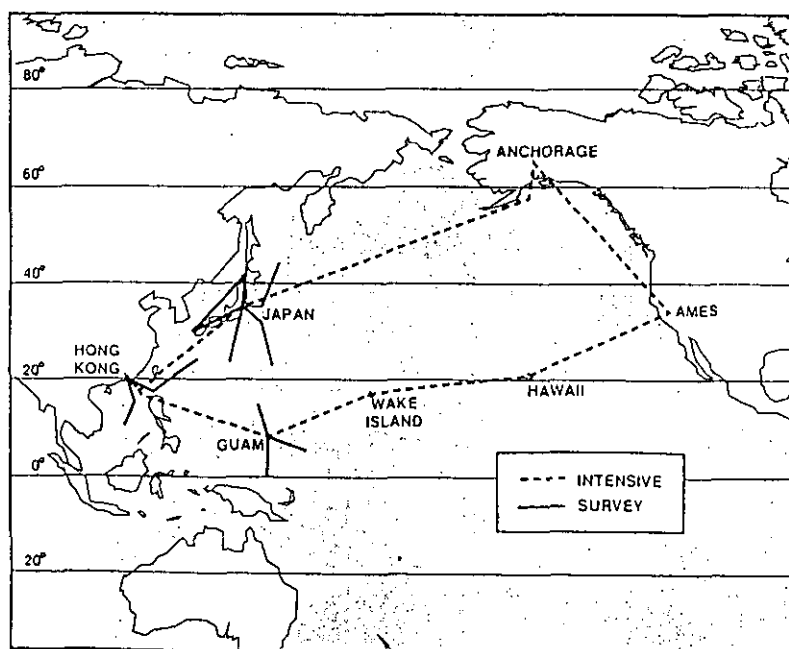 80°
ANCHORAGE
60°
40°
JAPAN
AMES
HONG
KONG
20°
HAWAII
WAKE
ISLAND
GUAM
0°
INTENSIVE
SURVEY
20°